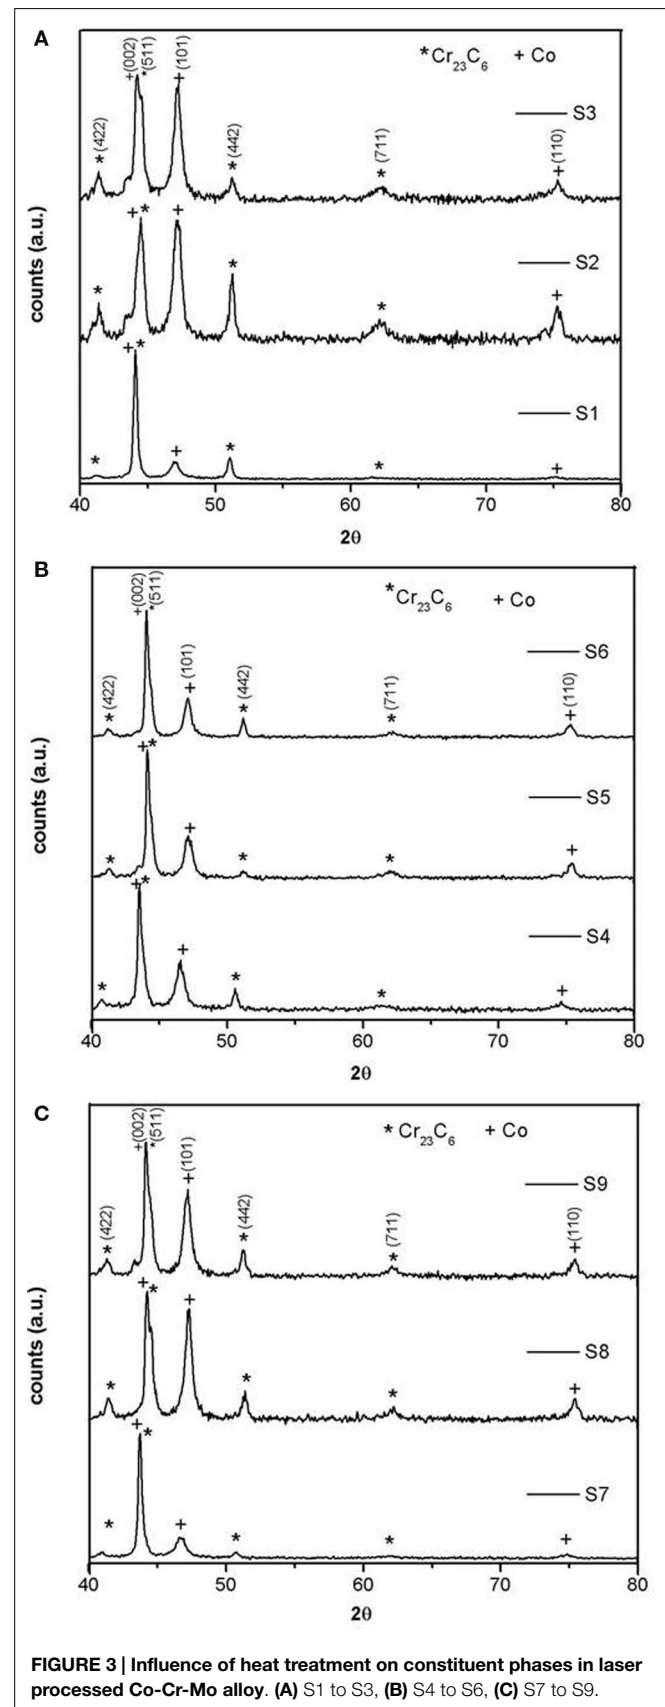 A
+(002)
*(511)
+(101)
*Cr23C6 + Co
S3
*(422)
*(442)
*(711)
+(110)
+ *
+
S2
*
*
*
+
+ *
S1
*
+
*
*
+
counts (a.u.)
40 50 60 70 80
2θ
B
+(002)
*(511)
*Cr23C6 + Co
S6
*(422)
+(101)
*(442)
*(711)
+(110)
+ *
S5
*
+
*
*
+
+ *
S4
*
+
*
*
+
counts (a.u.)
40 50 60 70 80
2θ
C
+(002)
*(511)
+(101)
* Cr23C6 + Co
S9
*(422)
*(442)
*(711)
+(110)
+ *
+
S8
*
*
*
+
+ *
S7
*
+
*
*
+
counts (a.u.)
40 50 60 70 80
2θ
FIGURE 3 | Influence of heat treatment on constituent phases in laser
processed Co-Cr-Mo alloy. (A) S1 to S3, (B) S4 to S6, (C) S7 to S9.